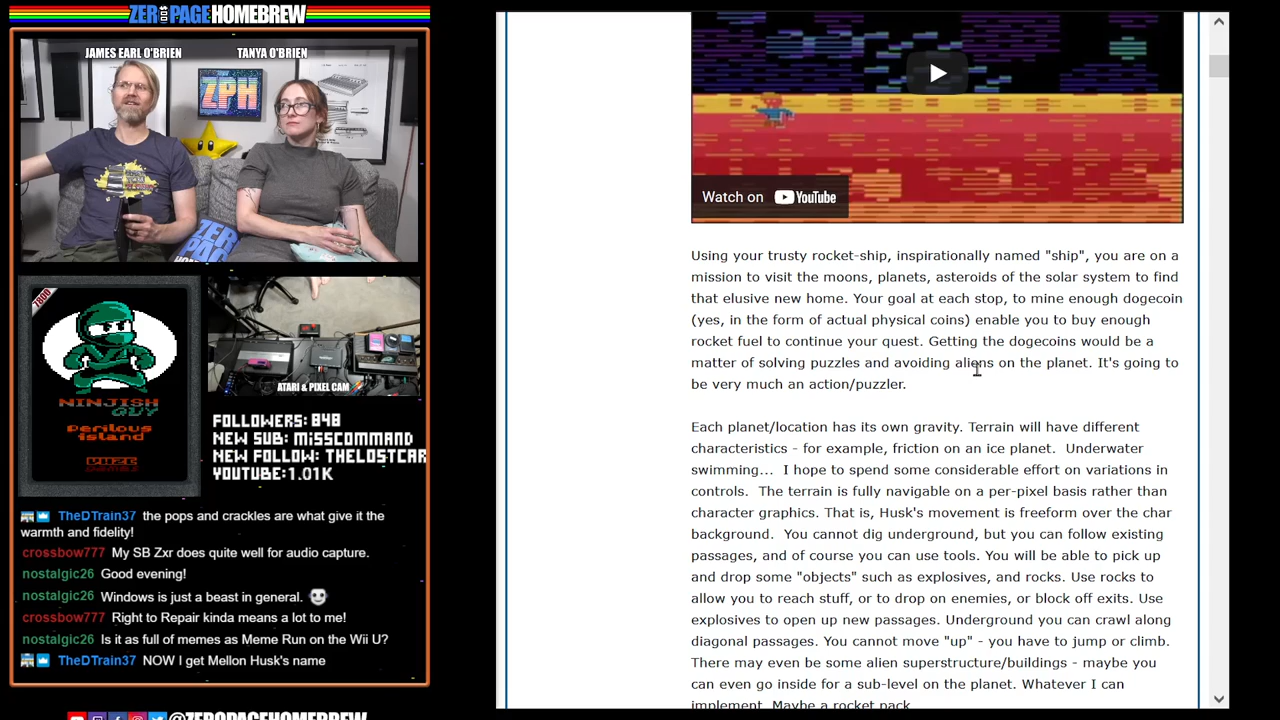 ZEROPAGEHOMEBREW
JAMES EARL O'BRIEN
TANYA O'BRIEN
ZPH
ZERO
PAGE
7800
NINJISH
GUY
Perilous
island
ATARI & PIXEL CAM
FOLLOWERS: 848
NEW SUB: MISSCOMMAND
NEW FOLLOW: THELOSTCAR
YOUTUBE:1.01K
TheDTrain37 the pops and crackles are what give it the
warmth and fidelity!
crossbow777 My SB Zxr does quite well for audio capture.
nostalgic26 Good evening!
nostalgic26 Windows is just a beast in general.
crossbow777 Right to Repair kinda means a lot to me!
nostalgic26 Is it as full of memes as Meme Run on the Wii U?
TheDTrain37 NOW I get Mellon Husk's name
@ZEROPAGEHOMEBREW
Watch on YouTube
Using your trusty rocket-ship, inspirationally named "ship", you are on a
mission to visit the moons, planets, asteroids of the solar system to find
that elusive new home. Your goal at each stop, to mine enough dogecoin
(yes, in the form of actual physical coins) enable you to buy enough
rocket fuel to continue your quest. Getting the dogecoins would be a
matter of solving puzzles and avoiding aliens on the planet. It's going to
be very much an action/puzzler.
Each planet/location has its own gravity. Terrain will have different
characteristics - for example, friction on an ice planet. Underwater
swimming... I hope to spend some considerable effort on variations in
controls. The terrain is fully navigable on a per-pixel basis rather than
character graphics. That is, Husk's movement is freeform over the char
background. You cannot dig underground, but you can follow existing
passages, and of course you can use tools. You will be able to pick up
and drop some "objects" such as explosives, and rocks. Use rocks to
allow you to reach stuff, or to drop on enemies, or block off exits. Use
explosives to open up new passages. Underground you can crawl along
diagonal passages. You cannot move "up" - you have to jump or climb.
There may even be some alien superstructure/buildings - maybe you
can even go inside for a sub-level on the planet. Whatever I can
implement. Maybe a rocket pack